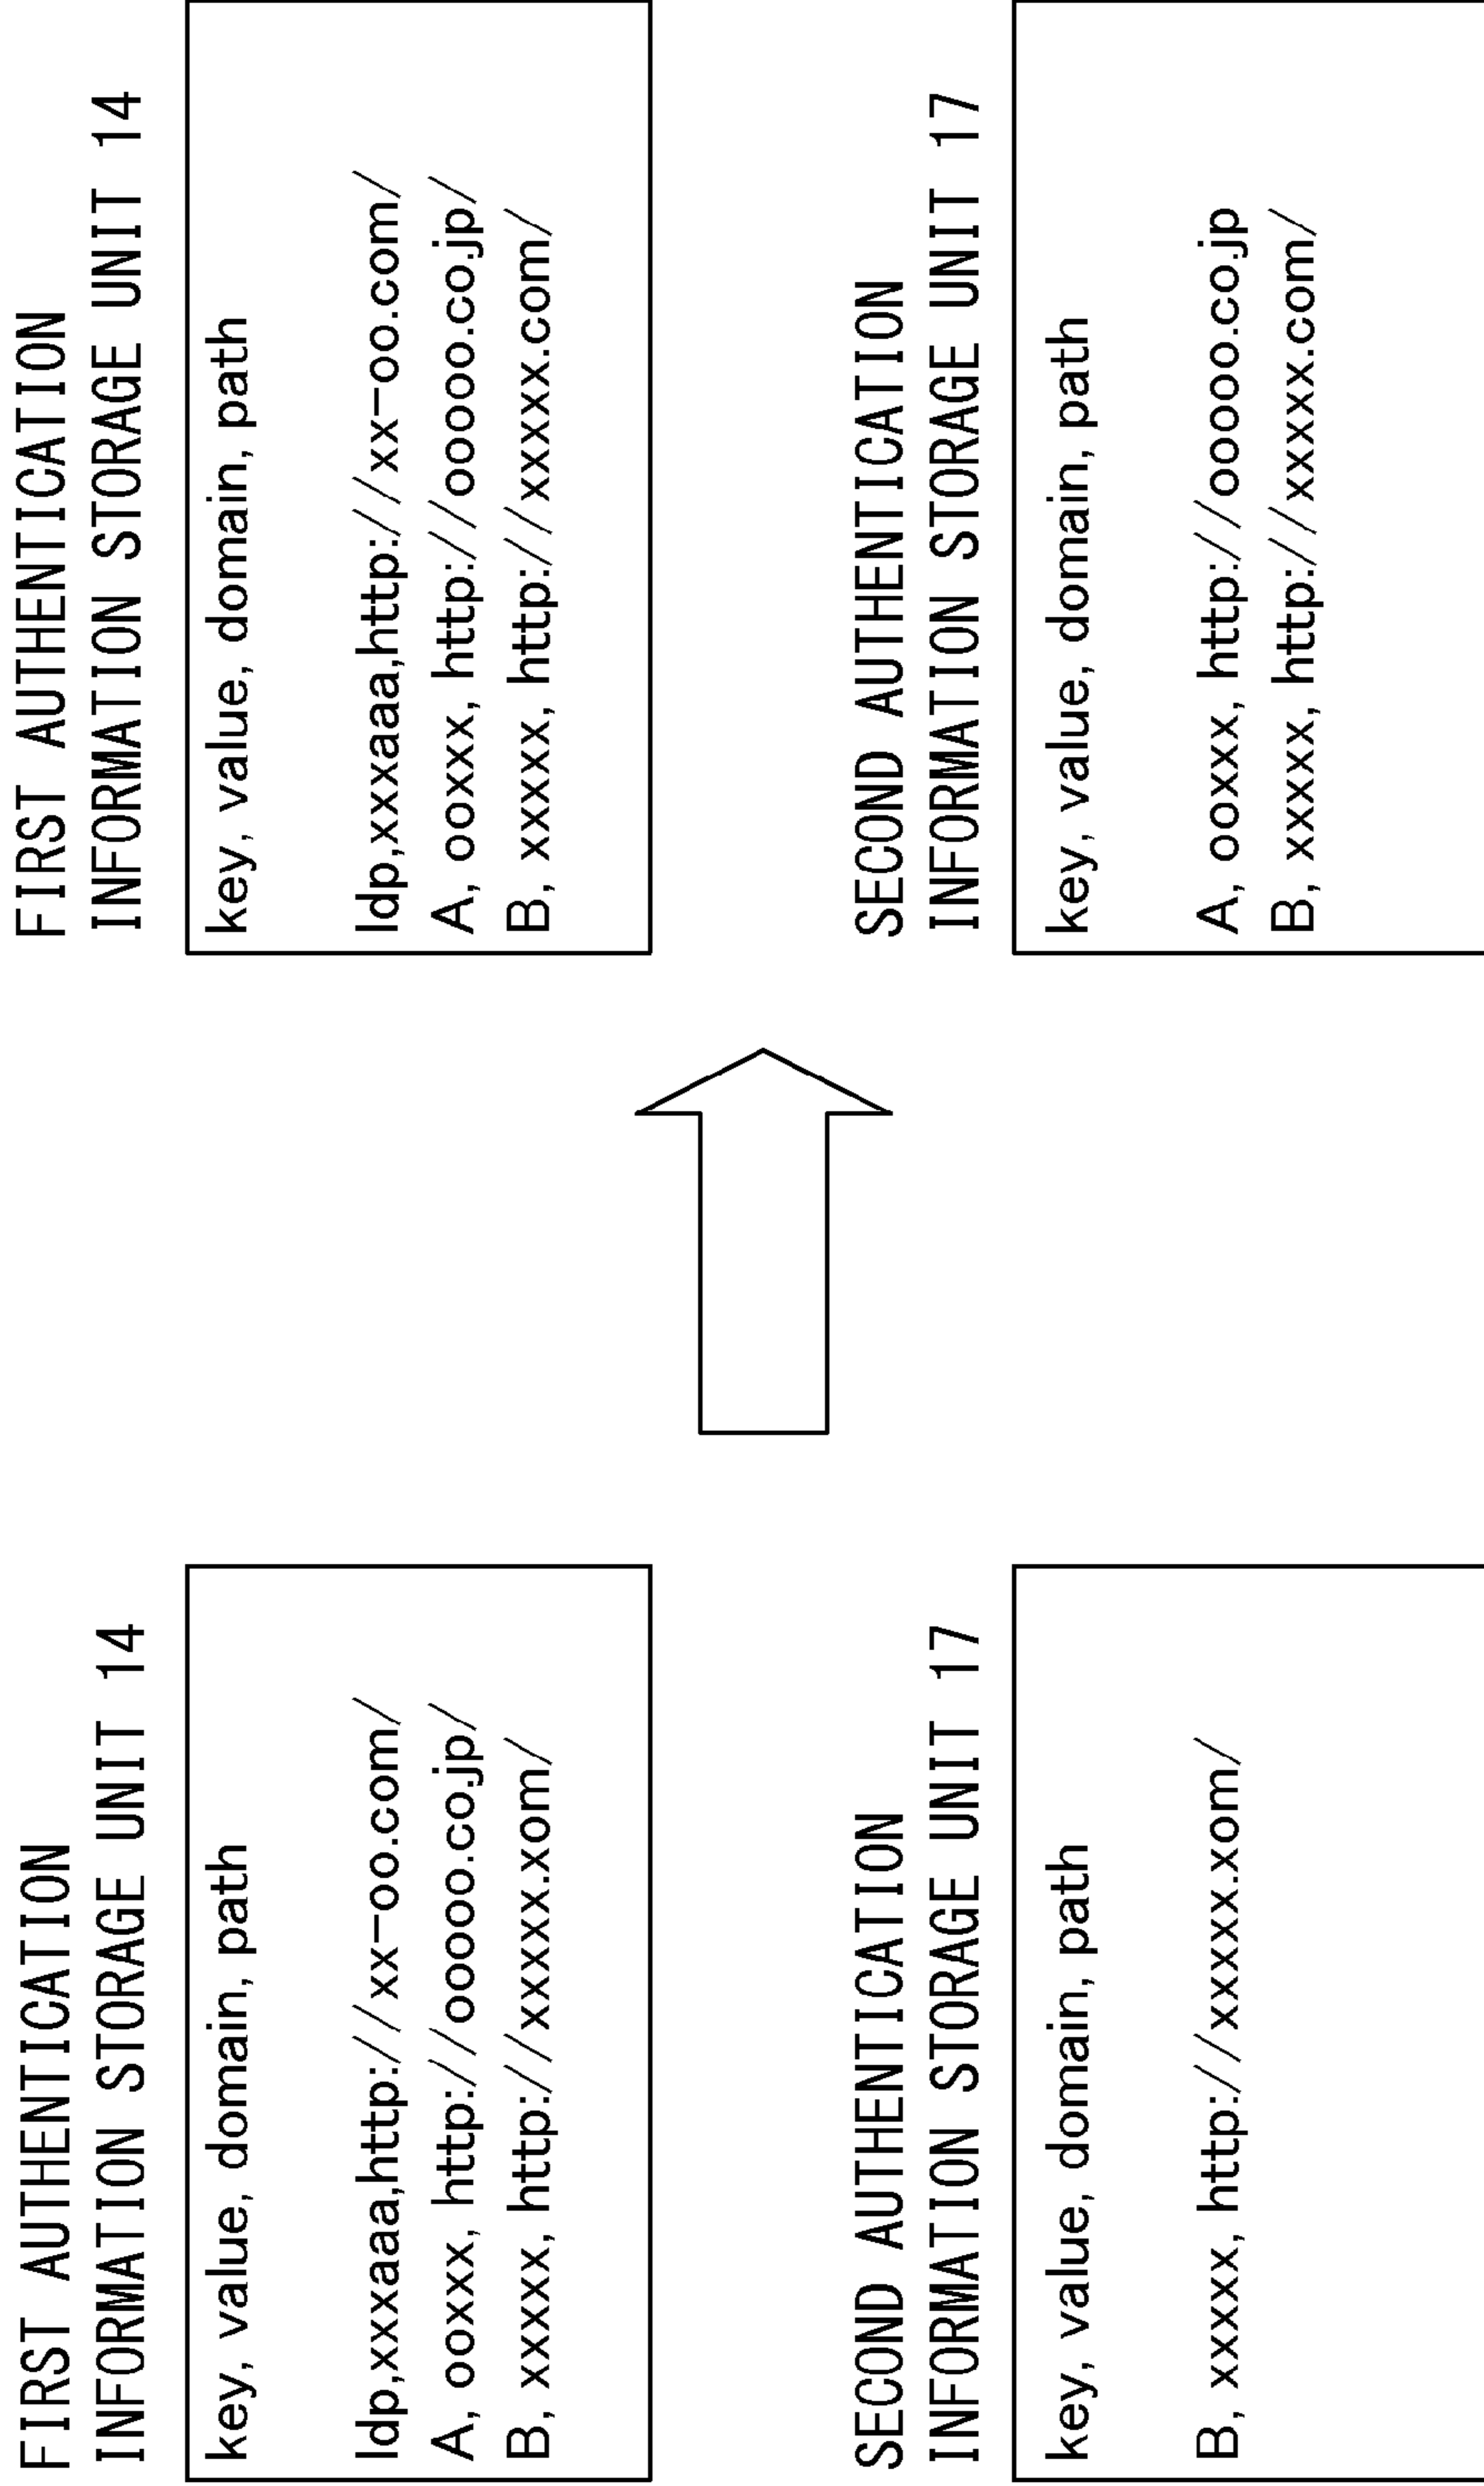 FIRST AUTHENTICATION
INFORMATION STORAGE UNIT 14
key, value, domain, path
Idp,xxxaaa,http://xx-oo.com/
A, ooxxx, http://ooooo.co.jp/
B, xxxxx, http://xxxxx.xom/
SECOND AUTHENTICATION
INFORMATION STORAGE UNIT 17
key, value, domain, path
B, xxxxx, http://xxxxx.xom/
FIRST AUTHENTICATION
INFORMATION STORAGE UNIT 14
key, value, domain, path
Idp,xxxaaa,http://xx-oo.com/
A, ooxxx, http://ooooo.co.jp/
B, xxxxx, http://xxxxx.com/
SECOND AUTHENTICATION
INFORMATION STORAGE UNIT 17
key, value, domain, path
A, ooxxx, http://ooooo.co.jp
B, xxxxx, http://xxxxx.com/